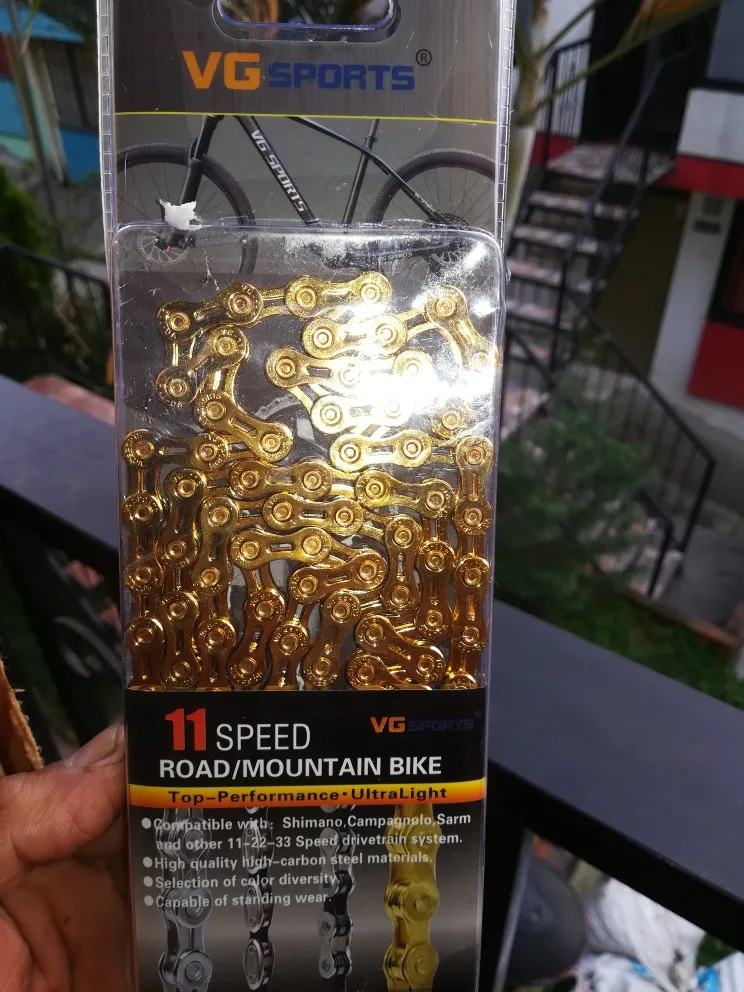 VG SPORTS®
VG SPORTS
11 SPEED
VG SPORTS
ROAD/MOUNTAIN BIKE
Top-Performance·UltraLight
●Compatible with: Shimano,Campagnolo,Sarm
and other 11-22-33 Speed drivetrain system.
●High quality high-carbon steel materials.
●Selection of color diversity.
●Capable of standing wear.